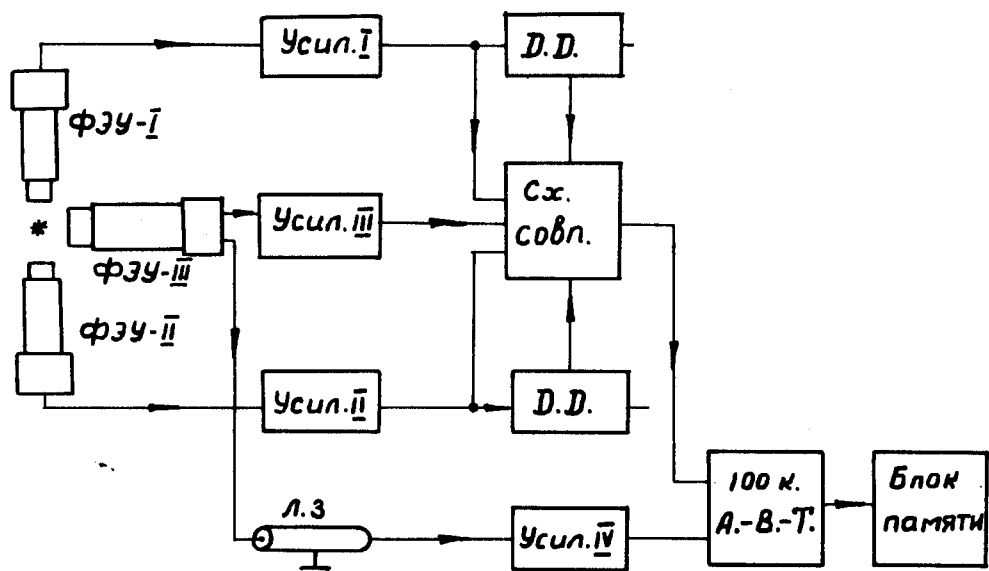 Усил. I
Д.Д.
ФЭУ-I
Сх.
совп.
Усил. III
ФЭУ-III
ФЭУ-II
Усил. II
Д.Д.
Л.З
Усил. IV
100 к.
А.-В.-Т.
Блок
памяти